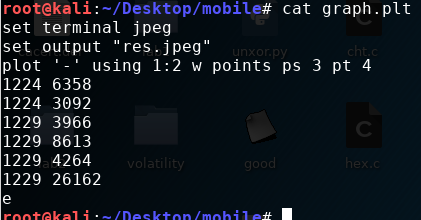 root@kali:~/Desktop/mobile# cat graph.plt
set terminal jpeg
set output "res.jpeg"
plot '-' using 1:2 w points ps 3 pt 4
1224 6358
1224 3092
1229 3966
1229 8613
1229 4264
1229 26162
e
root@kali:~/Desktop/mobile#
unxor.py
cht.c
volatility
good
hex.c